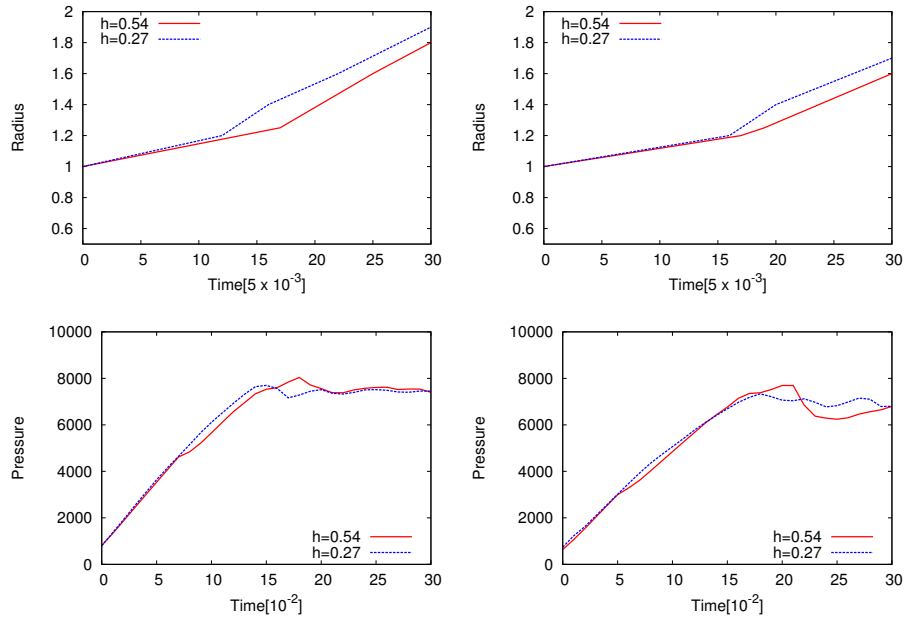 2
1.8
1.6
1.4
1.2
1
0.8
0.6
Radius
h=0.54
h=0.27
0 5 10 15 20 25 30
Time[5 x 10⁻³]
2
1.8
1.6
1.4
1.2
1
0.8
0.6
Radius
h=0.54
h=0.27
0 5 10 15 20 25 30
Time[5 x 10⁻³]
10000
8000
6000
4000
2000
0
Pressure
h=0.54
h=0.27
0 5 10 15 20 25 30
Time[10⁻²]
10000
8000
6000
4000
2000
0
Pressure
h=0.54
h=0.27
0 5 10 15 20 25 30
Time[10⁻²]